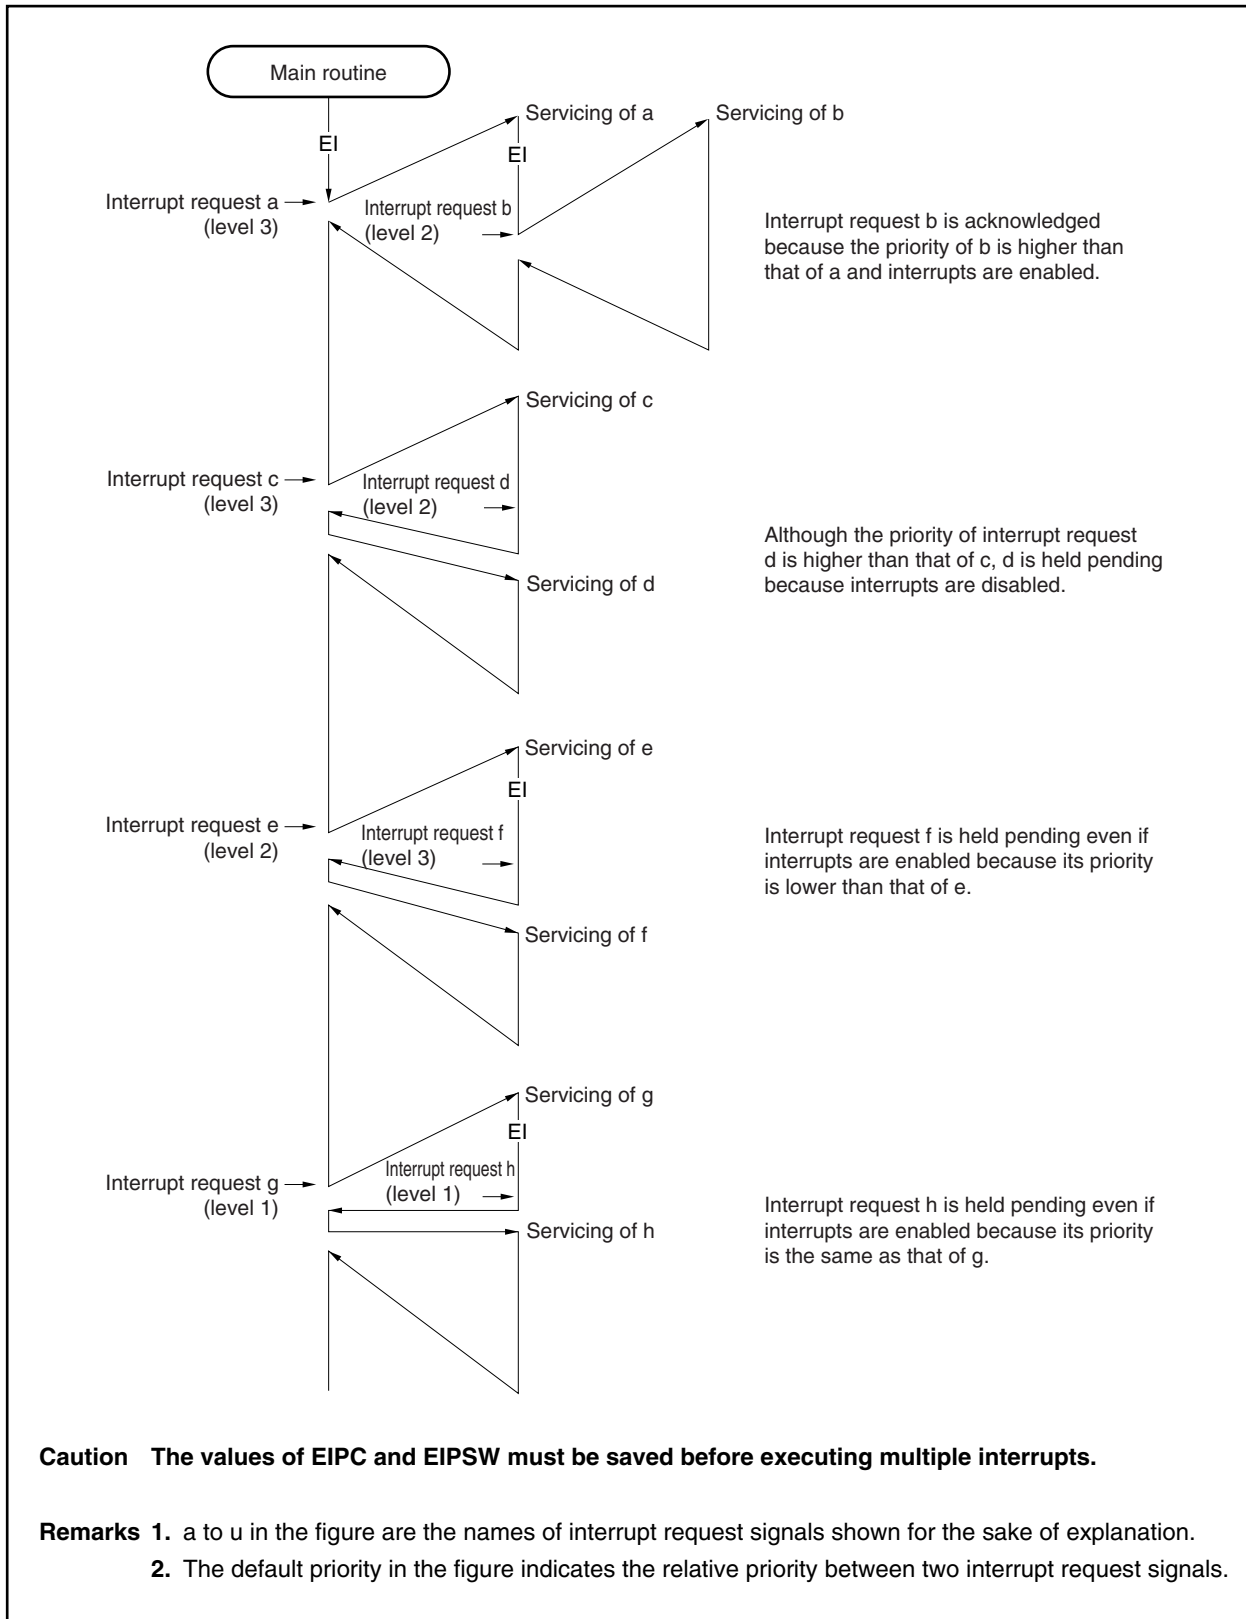 Main routine
EI
Servicing of a
Servicing of b
EI
Interrupt request a
(level 3)
Interrupt request b
(level 2)
Interrupt request b is acknowledged
because the priority of b is higher than
that of a and interrupts are enabled.
Servicing of c
Interrupt request c
(level 3)
Interrupt request d
(level 2)
Although the priority of interrupt request
d is higher than that of c, d is held pending
because interrupts are disabled.
Servicing of d
Servicing of e
EI
Interrupt request e
(level 2)
Interrupt request f
(level 3)
Interrupt request f is held pending even if
interrupts are enabled because its priority
is lower than that of e.
Servicing of f
Servicing of g
EI
Interrupt request g
(level 1)
Interrupt request h
(level 1)
Interrupt request h is held pending even if
interrupts are enabled because its priority
is the same as that of g.
Servicing of h
Caution The values of EIPC and EIPSW must be saved before executing multiple interrupts.
Remarks 1. a to u in the figure are the names of interrupt request signals shown for the sake of explanation.
2. The default priority in the figure indicates the relative priority between two interrupt request signals.